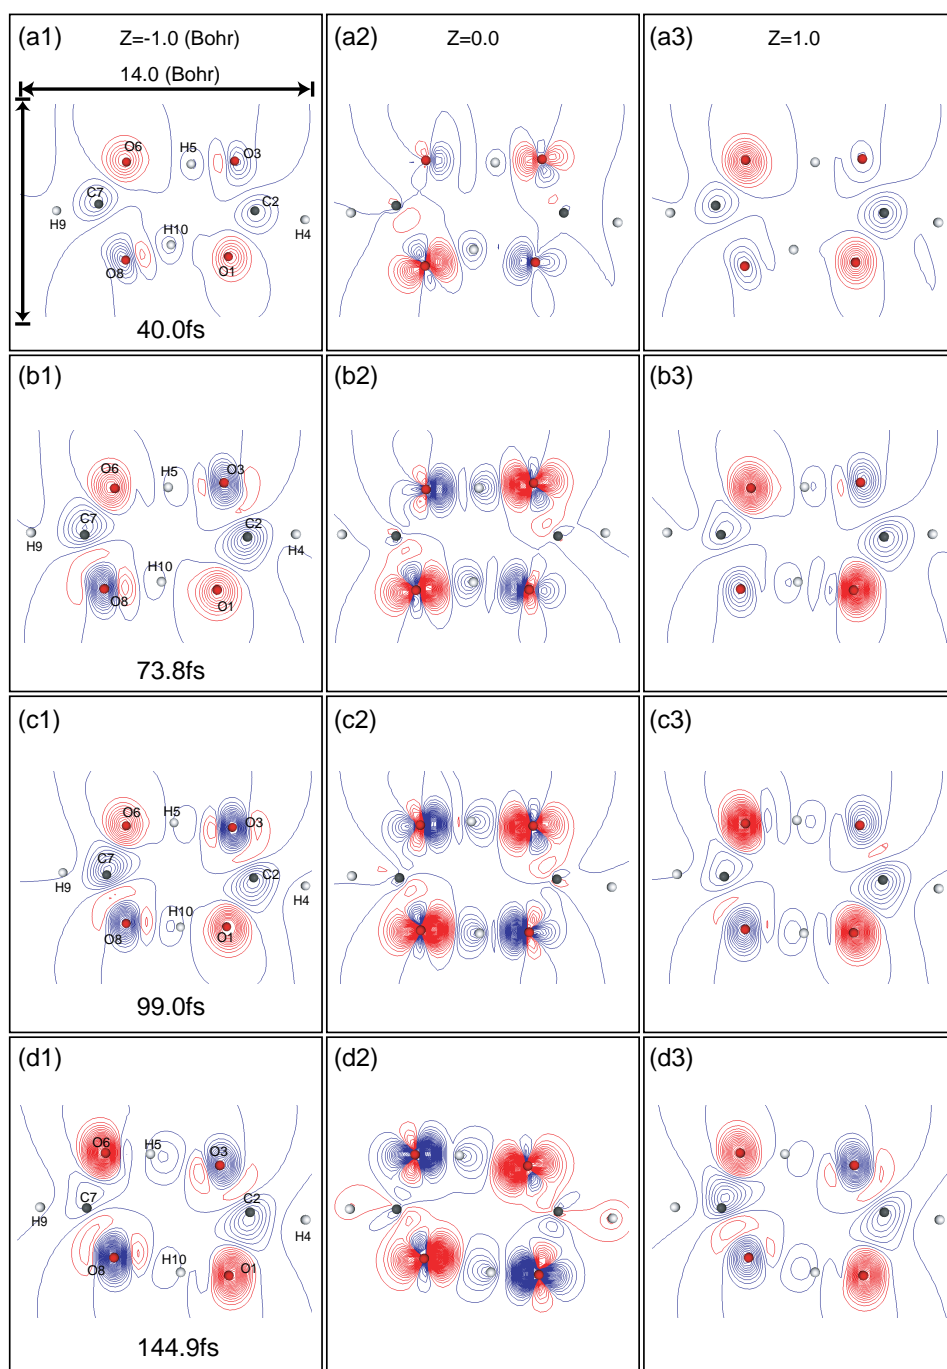 (a1) Z=-1.0 (Bohr)
(a2) Z=0.0
(a3) Z=1.0
14.0 (Bohr)
O6 H5 O3
C7 C2
H9 H4
H10
O8 O1
40.0fs
(b1) (b2) (b3)
O6 H5 O3
C7 C2
H9 H4
H10
O8 O1
73.8fs
(c1) (c2) (c3)
O6 H5 O3
C7 C2
H9 H4
H10
O8 O1
99.0fs
(d1) (d2) (d3)
O6 H5 O3
C7 C2
H9 H4
H10
O8 O1
144.9fs